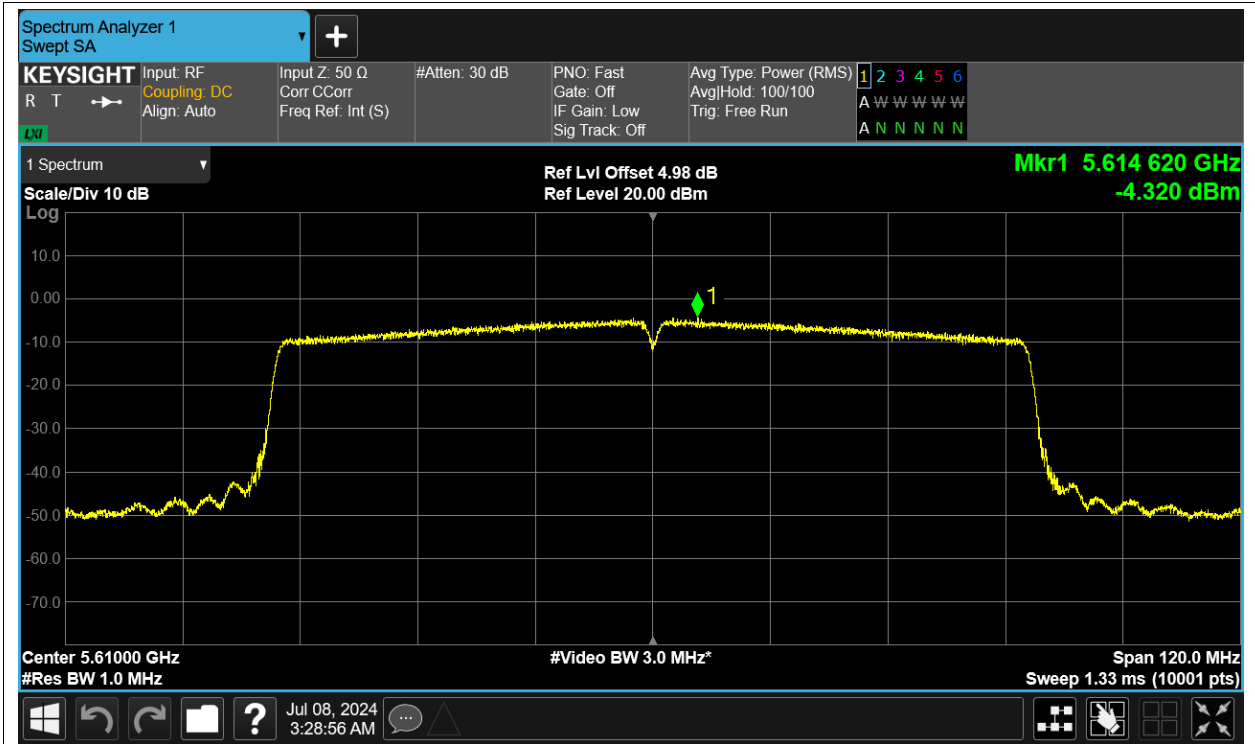 Spectrum Analyzer 1
Swept SA
KEYSIGHT
R T
LXI
Input: RF
Coupling: DC
Align: Auto
Input Z: 50 Ω
Corr CCorr
Freq Ref: Int (S)
#Atten: 30 dB
PNO: Fast
Gate: Off
IF Gain: Low
Sig Track: Off
Avg Type: Power (RMS)
Avg|Hold: 100/100
Trig: Free Run
1 2 3 4 5 6
A W W W W W
A N N N N N
1 Spectrum
Scale/Div 10 dB
Log
Ref Lvl Offset 4.98 dB
Ref Level 20.00 dBm
Mkr1 5.614 620 GHz
-4.320 dBm
1
10.0
0.00
-10.0
-20.0
-30.0
-40.0
-50.0
-60.0
-70.0
Center 5.61000 GHz
#Res BW 1.0 MHz
#Video BW 3.0 MHz*
Span 120.0 MHz
Sweep 1.33 ms (10001 pts)
?
Jul 08, 2024
3:28:56 AM